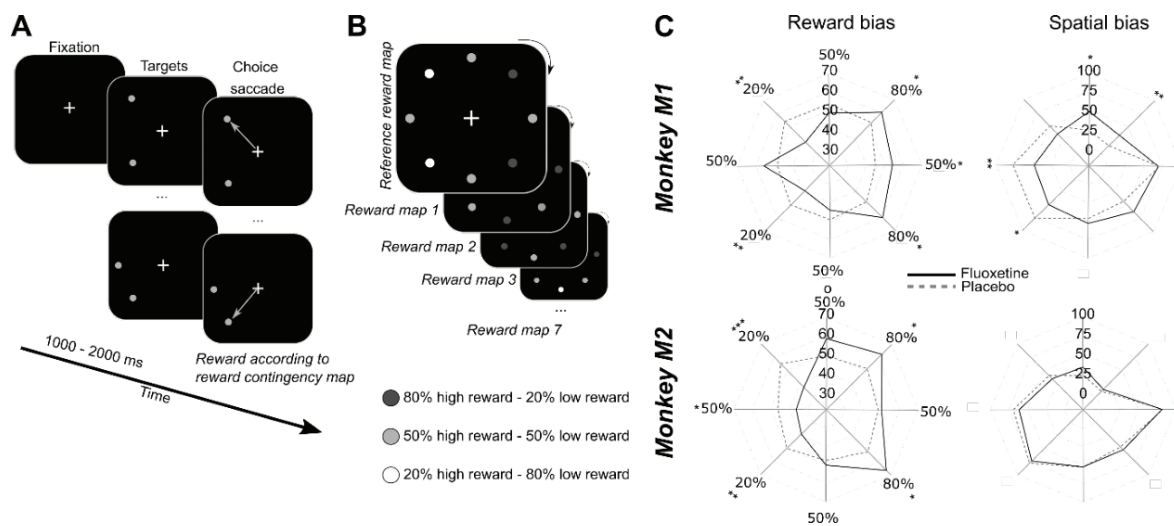 A
Fixation
Targets
Choice
saccade
...
...
1000 - 2000 ms
Time
Reward according to
reward contingency map
B
Reference reward map
Reward map 1
Reward map 2
Reward map 3
...
Reward map 7
80% high reward - 20% low reward
50% high reward - 50% low reward
20% high reward - 80% low reward
C
Reward bias
Spatial bias
Monkey M1
50%
70
60
50
40
30
**
20%
80%
*
50%
50%*
20%
**
80%
*
50%
*
100
75
50
25
0
**
**
*
Fluoxetine
Placebo
Monkey M2
o
50%
70
60
50
40
30
***
20%
80%
*
*50%
50%
20%
**
80%
*
50%
100
75
50
25
0